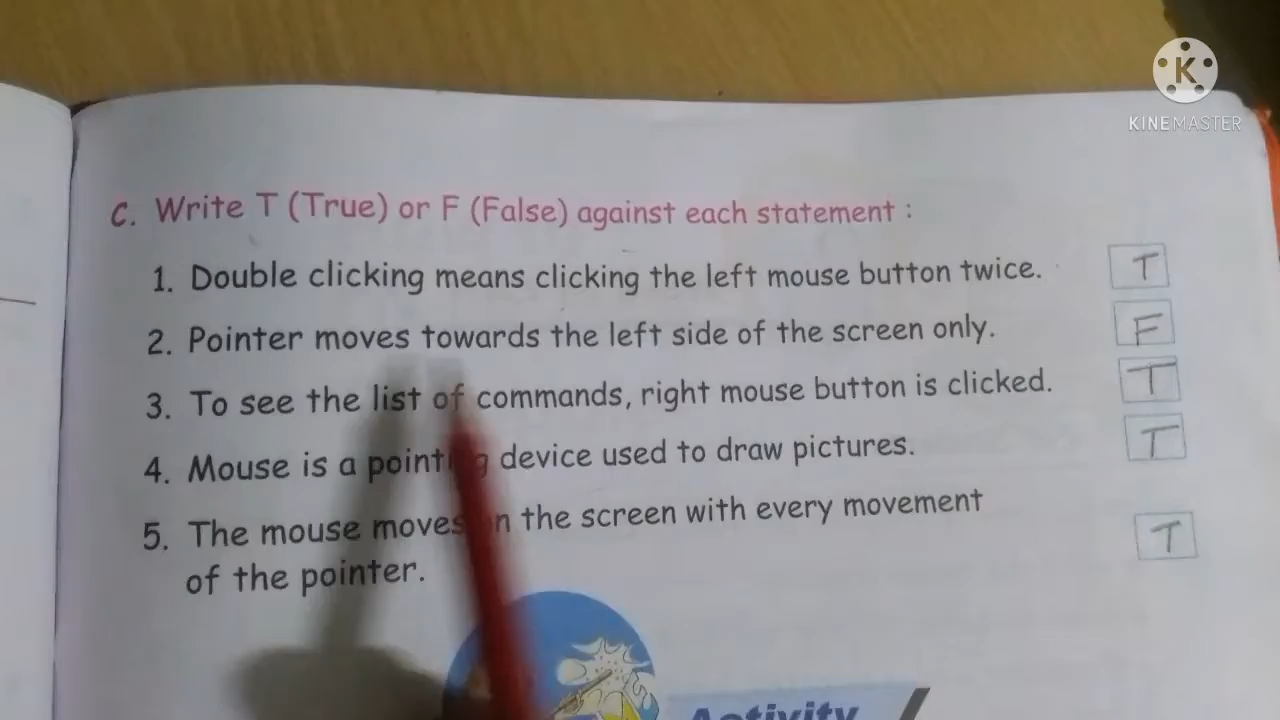 KINEMASTER
C. Write T (True) or F (False) against each statement :
1. Double clicking means clicking the left mouse button twice. T
2. Pointer moves towards the left side of the screen only. F
3. To see the list of commands, right mouse button is clicked. T
4. Mouse is a pointing device used to draw pictures. T
5. The mouse moves on the screen with every movement
of the pointer. T
Activity